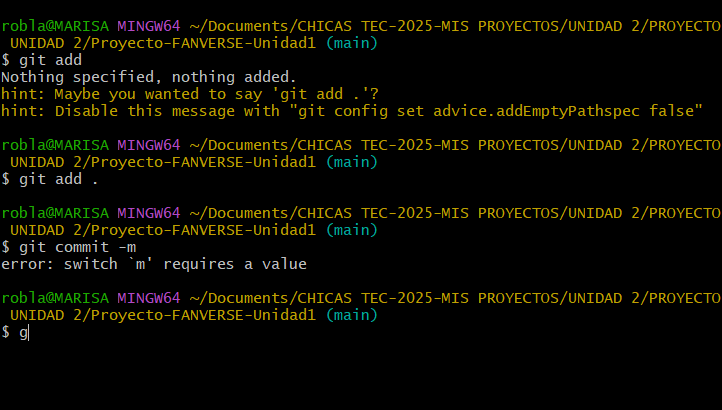 robla@MARISA MINGW64 ~/Documents/CHICAS TEC-2025-MIS PROYECTOS/UNIDAD 2/PROYECTO
 UNIDAD 2/Proyecto-FANVERSE-Unidad1 (main)
$ git add
Nothing specified, nothing added.
hint: Maybe you wanted to say 'git add .'?
hint: Disable this message with "git config set advice.addEmptyPathspec false"
robla@MARISA MINGW64 ~/Documents/CHICAS TEC-2025-MIS PROYECTOS/UNIDAD 2/PROYECTO
 UNIDAD 2/Proyecto-FANVERSE-Unidad1 (main)
$ git add .
robla@MARISA MINGW64 ~/Documents/CHICAS TEC-2025-MIS PROYECTOS/UNIDAD 2/PROYECTO
 UNIDAD 2/Proyecto-FANVERSE-Unidad1 (main)
$ git commit -m
error: switch `m' requires a value
robla@MARISA MINGW64 ~/Documents/CHICAS TEC-2025-MIS PROYECTOS/UNIDAD 2/PROYECTO
 UNIDAD 2/Proyecto-FANVERSE-Unidad1 (main)
$ g